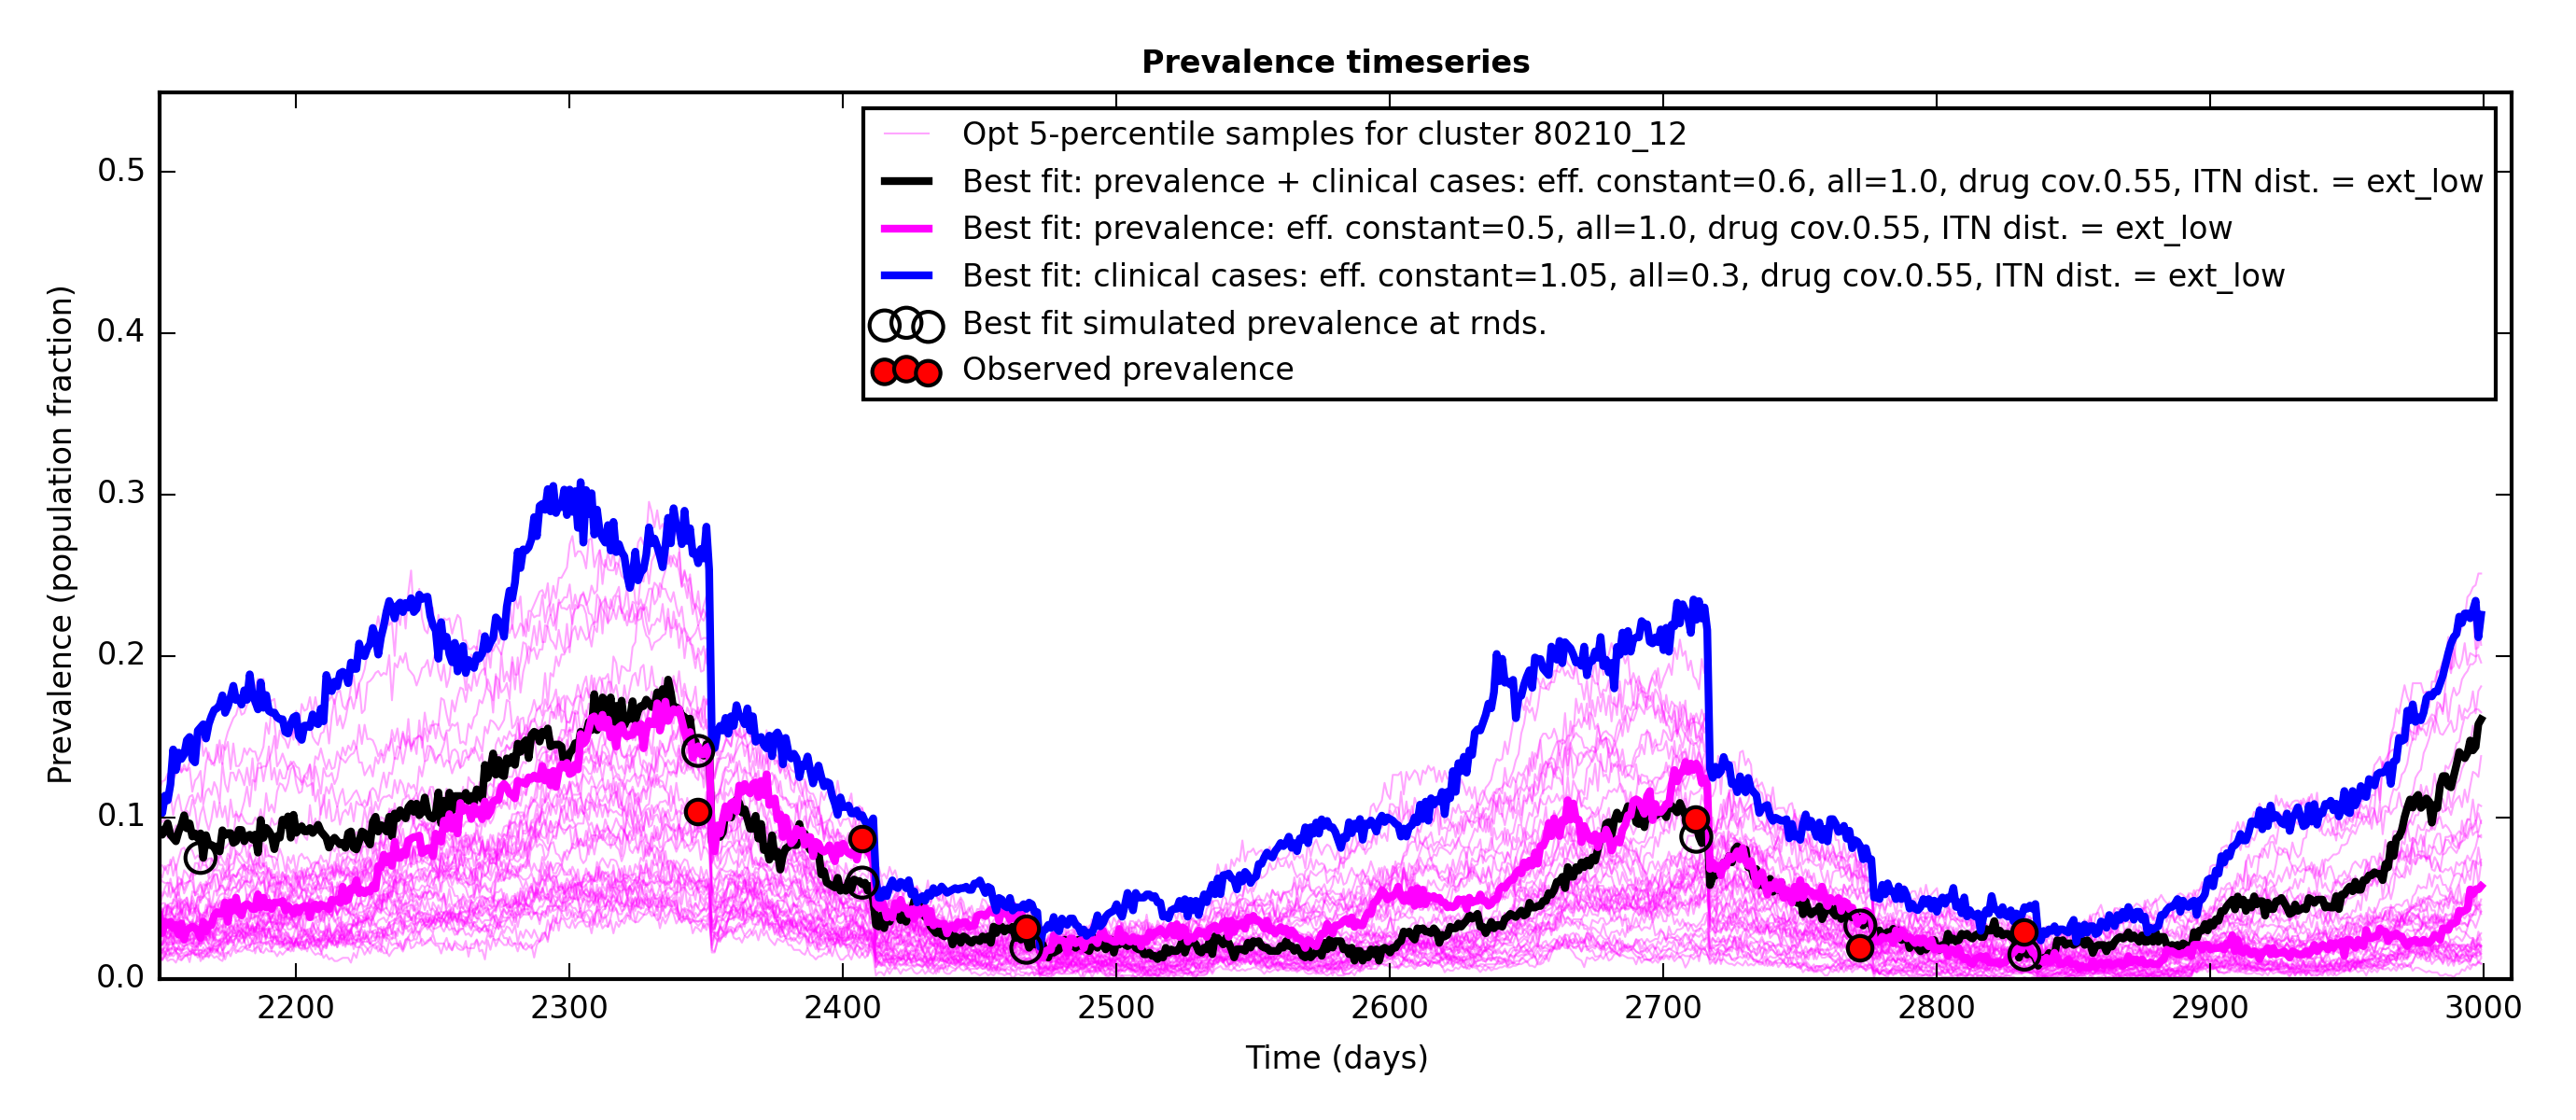 Prevalence timeseries
Opt 5-percentile samples for cluster 80210_12
Best fit: prevalence + clinical cases: eff. constant=0.6, all=1.0, drug cov.0.55, ITN dist. = ext_low
Best fit: prevalence: eff. constant=0.5, all=1.0, drug cov.0.55, ITN dist. = ext_low
Best fit: clinical cases: eff. constant=1.05, all=0.3, drug cov.0.55, ITN dist. = ext_low
Best fit simulated prevalence at rnds.
Observed prevalence
Prevalence (population fraction)
0.5
0.4
0.3
0.2
0.1
0.0
2200 2300 2400 2500 2600 2700 2800 2900 3000
Time (days)